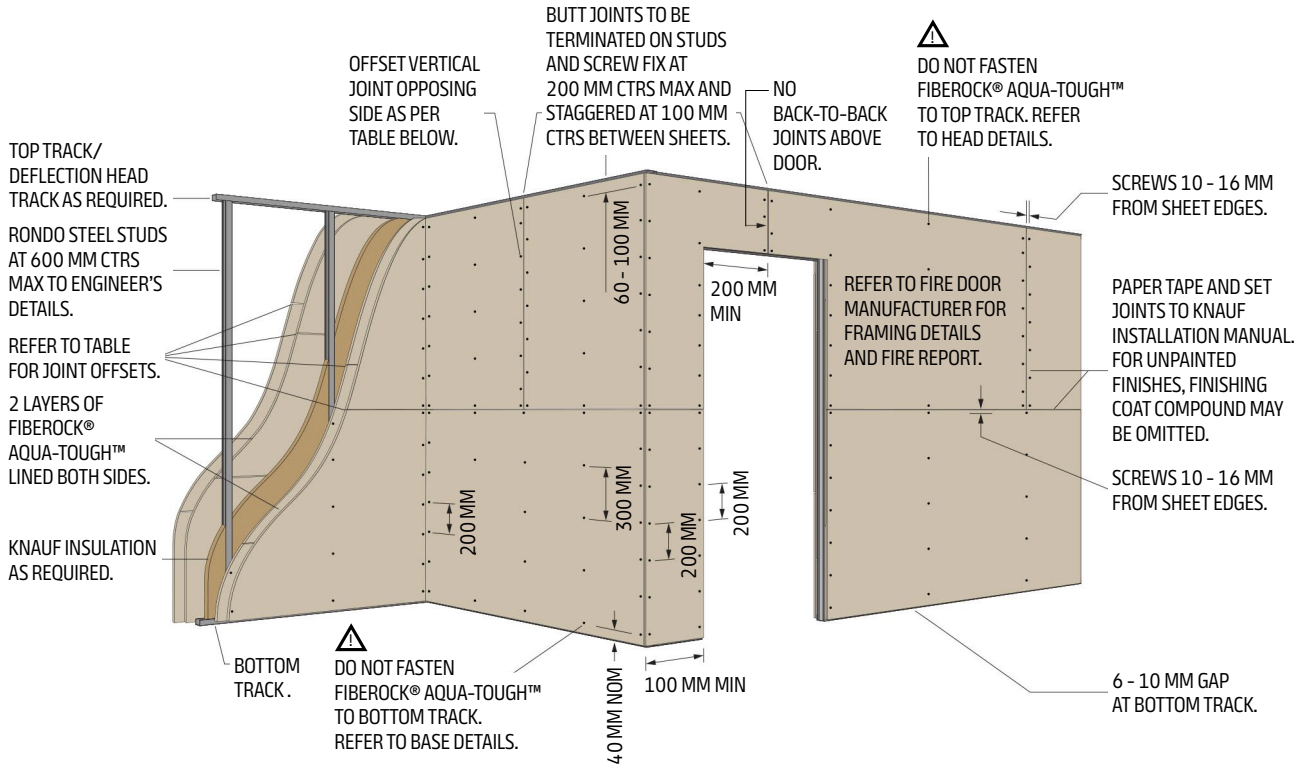 BUTT JOINTS TO BE
TERMINATED ON STUDS
AND SCREW FIX AT
200 MM CTRS MAX AND
STAGGERED AT 100 MM
CTRS BETWEEN SHEETS.
OFFSET VERTICAL
JOINT OPPOSING
SIDE AS PER
TABLE BELOW.
NO
BACK-TO-BACK
JOINTS ABOVE
DOOR.
DO NOT FASTEN
FIBEROCK® AQUA-TOUGH™
TO TOP TRACK. REFER
TO HEAD DETAILS.
TOP TRACK/
DEFLECTION HEAD
TRACK AS REQUIRED.
RONDO STEEL STUDS
AT 600 MM CTRS
MAX TO ENGINEER'S
DETAILS.
REFER TO TABLE
FOR JOINT OFFSETS.
2 LAYERS OF
FIBEROCK®
AQUA-TOUGH™
LINED BOTH SIDES.
KNAUF INSULATION
AS REQUIRED.
BOTTOM
TRACK.
DO NOT FASTEN
FIBEROCK® AQUA-TOUGH™
TO BOTTOM TRACK.
REFER TO BASE DETAILS.
60 - 100 MM
200 MM
MIN
REFER TO FIRE DOOR
MANUFACTURER FOR
FRAMING DETAILS
AND FIRE REPORT.
200 MM
300 MM
200 MM
200 MM
40 MM NOM
100 MM MIN
SCREWS 10 - 16 MM
FROM SHEET EDGES.
PAPER TAPE AND SET
JOINTS TO KNAUF
INSTALLATION MANUAL.
FOR UNPAINTED
FINISHES, FINISHING
COAT COMPOUND MAY
BE OMITTED.
SCREWS 10 - 16 MM
FROM SHEET EDGES.
6 - 10 MM GAP
AT BOTTOM TRACK.